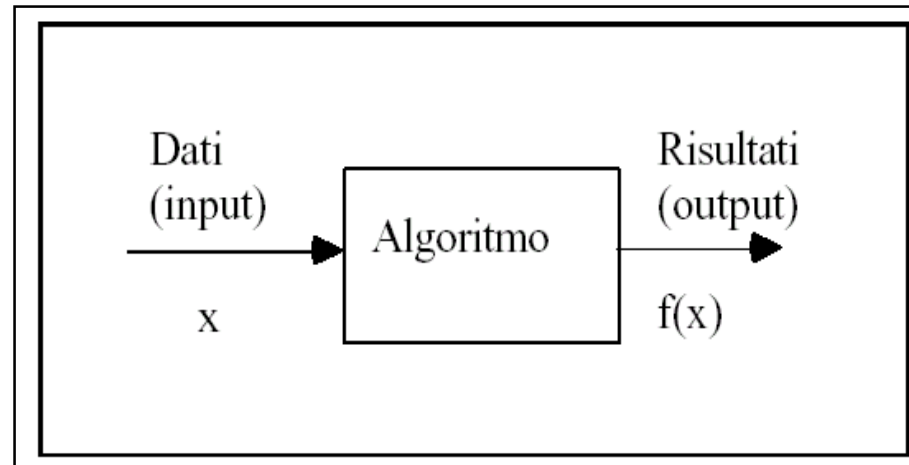 Dati
(input)
x
Algoritmo
Risultati
(output)
f(x)